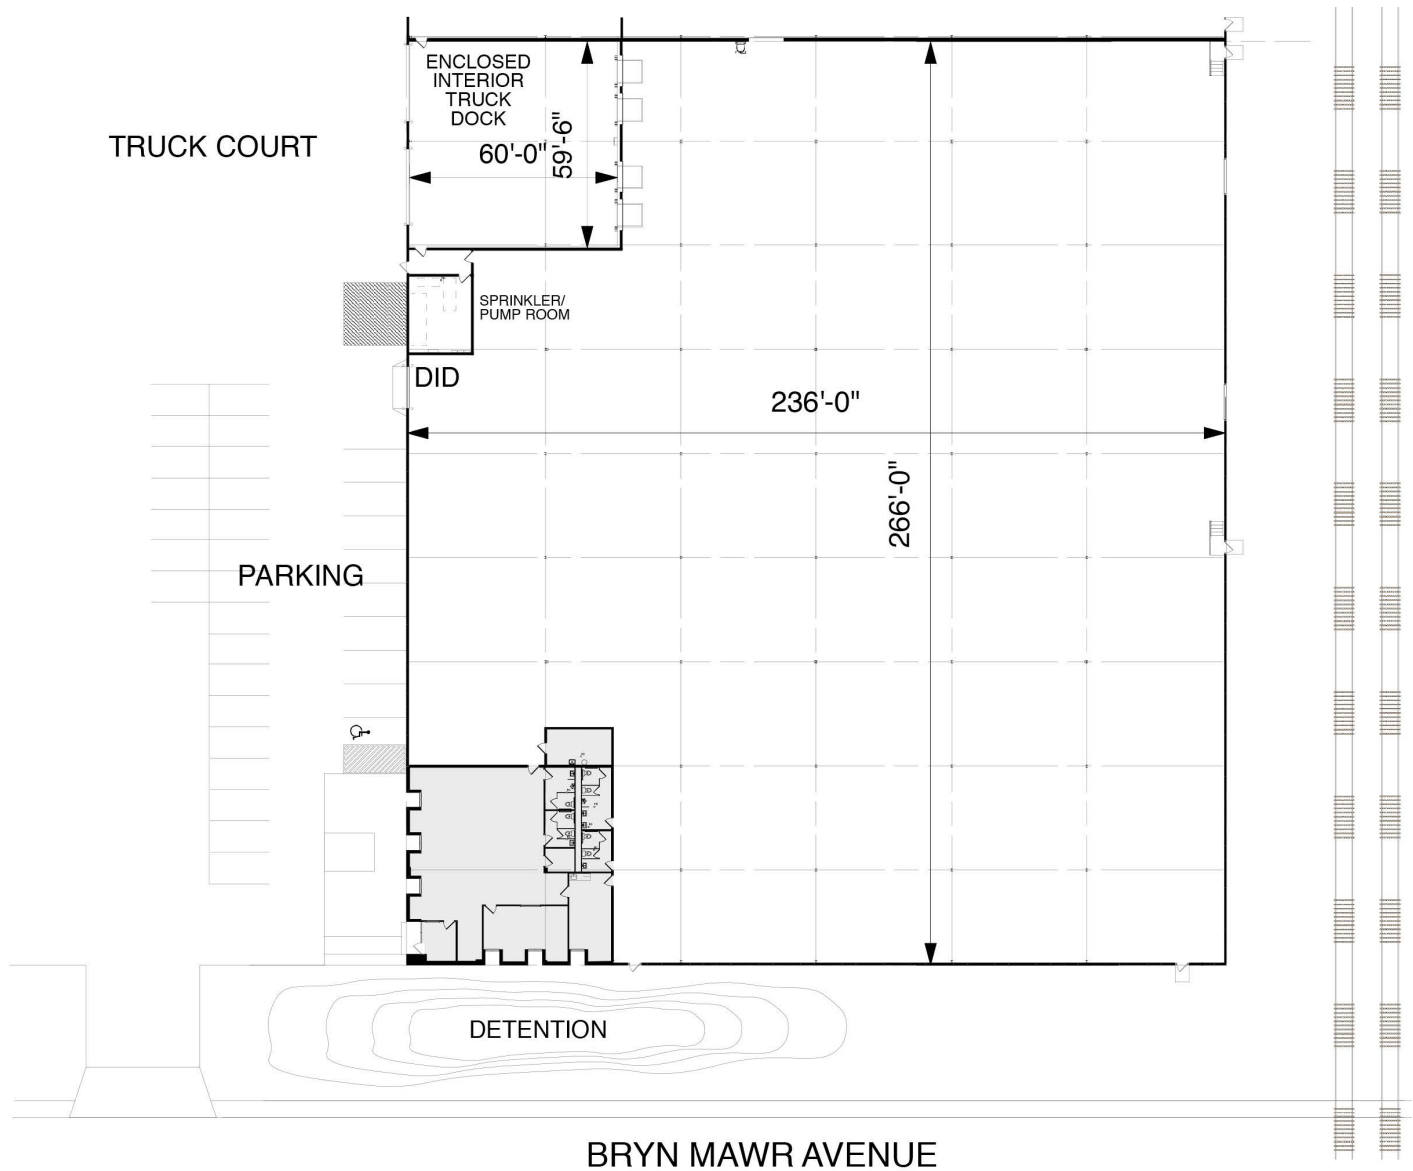 ENCLOSED
INTERIOR
TRUCK
DOCK
TRUCK COURT
60'-0"
59'-6"
SPRINKLER/
PUMP ROOM
DID
236'-0"
266'-0"
PARKING
DETENTION
BRYN MAWR AVENUE